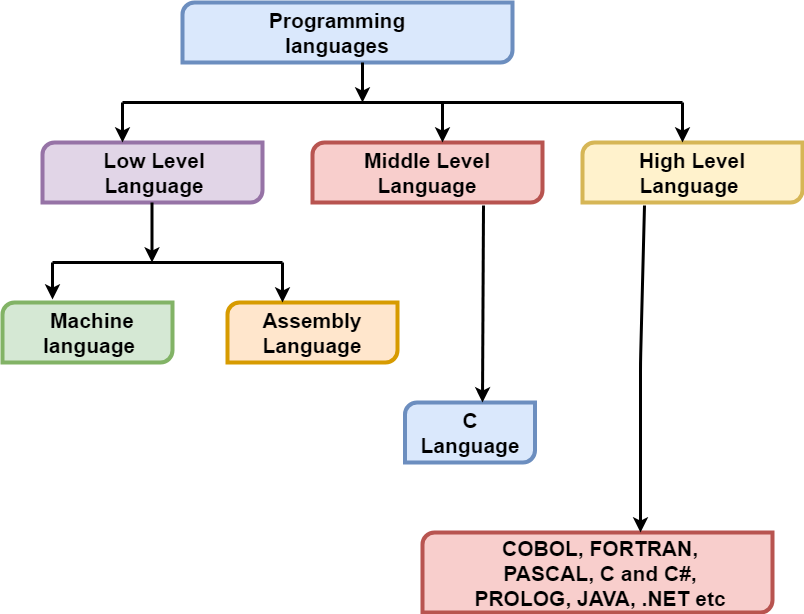 Programming
languages
Low Level
Language
Middle Level
Language
High Level
Language
Machine
language
Assembly
Language
C
Language
COBOL, FORTRAN,
PASCAL, C and C#,
PROLOG, JAVA, .NET etc